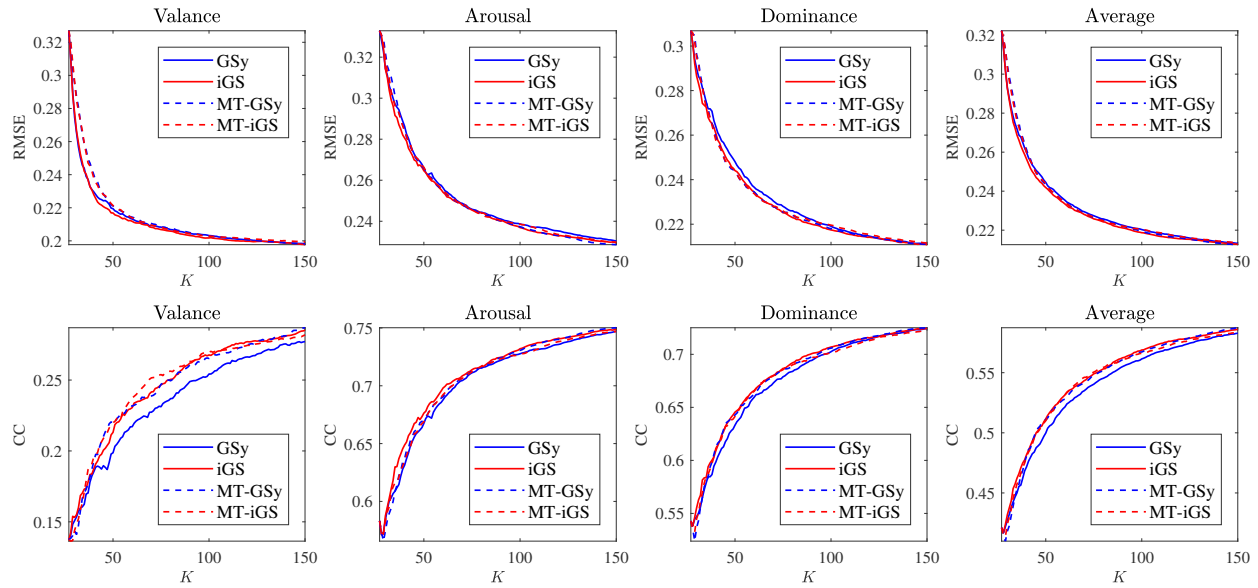 Valance
0.32
0.3
0.28
0.26
0.24
0.22
0.2
RMSE
GSy
iGS
MT-GSy
MT-iGS
50 100 150
K
Arousal
0.32
0.3
0.28
0.26
0.24
RMSE
GSy
iGS
MT-GSy
MT-iGS
50 100 150
K
Dominance
0.3
0.28
0.26
0.24
0.22
RMSE
GSy
iGS
MT-GSy
MT-iGS
50 100 150
K
Average
0.32
0.3
0.28
0.26
0.24
0.22
RMSE
GSy
iGS
MT-GSy
MT-iGS
50 100 150
K
Valance
0.25
0.2
0.15
CC
GSy
iGS
MT-GSy
MT-iGS
50 100 150
K
Arousal
0.75
0.7
0.65
0.6
CC
GSy
iGS
MT-GSy
MT-iGS
50 100 150
K
Dominance
0.7
0.65
0.6
0.55
CC
GSy
iGS
MT-GSy
MT-iGS
50 100 150
K
Average
0.55
0.5
0.45
CC
GSy
iGS
MT-GSy
MT-iGS
50 100 150
K